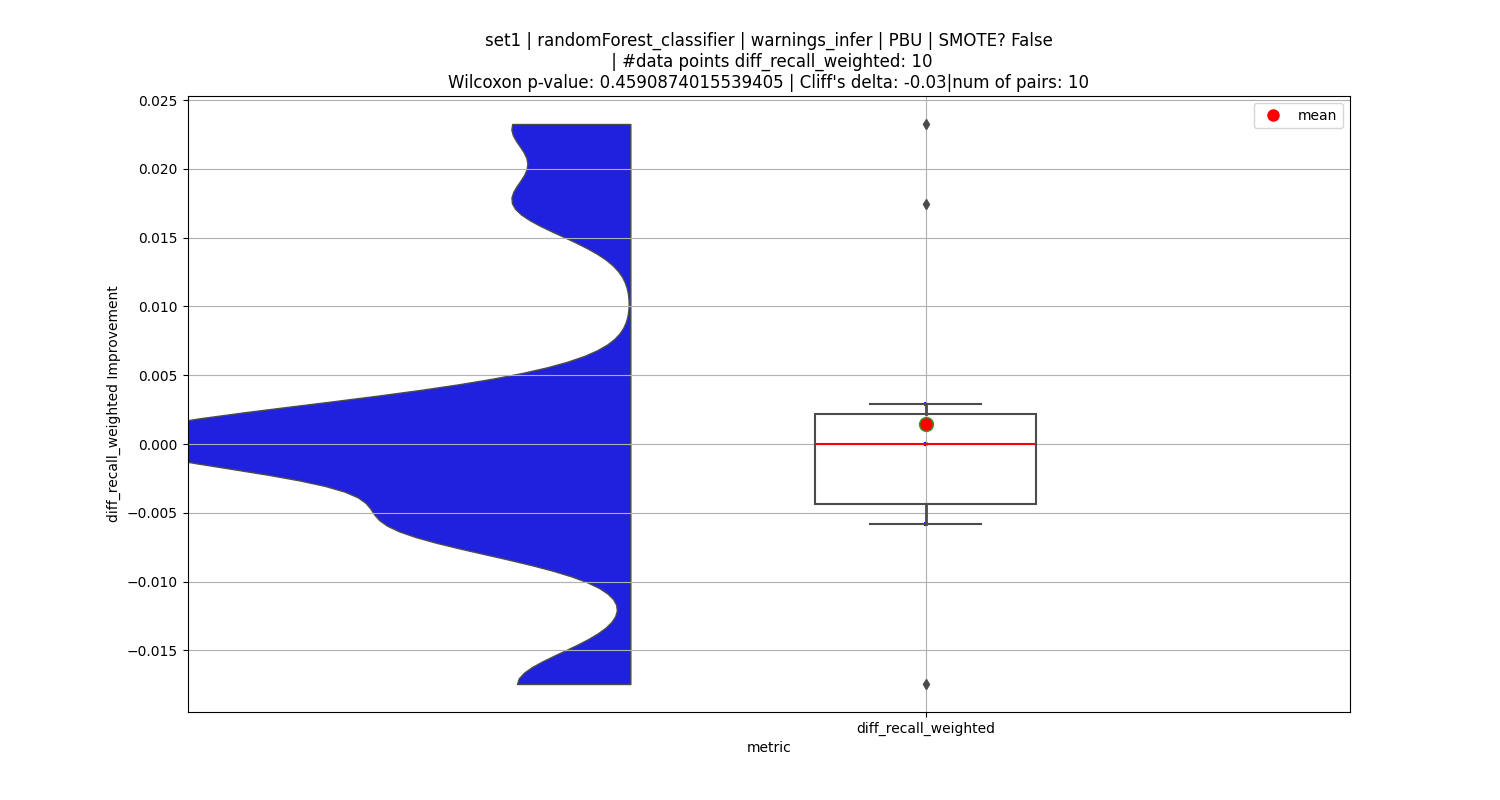 set1 | randomForest_classifier | warnings_infer | PBU | SMOTE? False
| #data points diff_recall_weighted: 10
Wilcoxon p-value: 0.4590874015539405 | Cliff's delta: -0.03|num of pairs: 10
mean
0.025
0.020
0.015
0.010
0.005
0.000
−0.005
−0.010
−0.015
diff_recall_weighted Improvement
diff_recall_weighted
metric